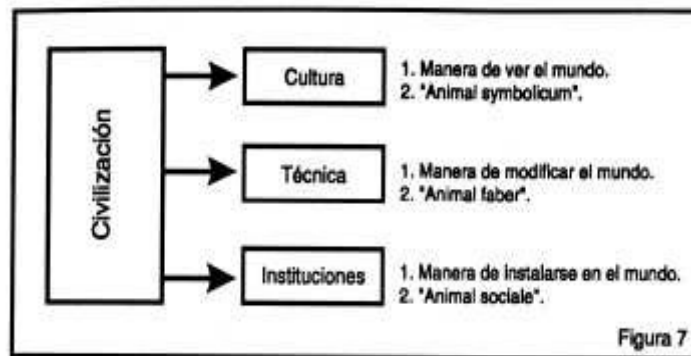 Civilización
Cultura
1. Manera de ver el mundo.
2. "Animal symbolicum".
Técnica
1. Manera de modificar el mundo.
2. "Animal faber".
Instituciones
1. Manera de instalarse en el mundo.
2. "Animal sociale".
Figura 7